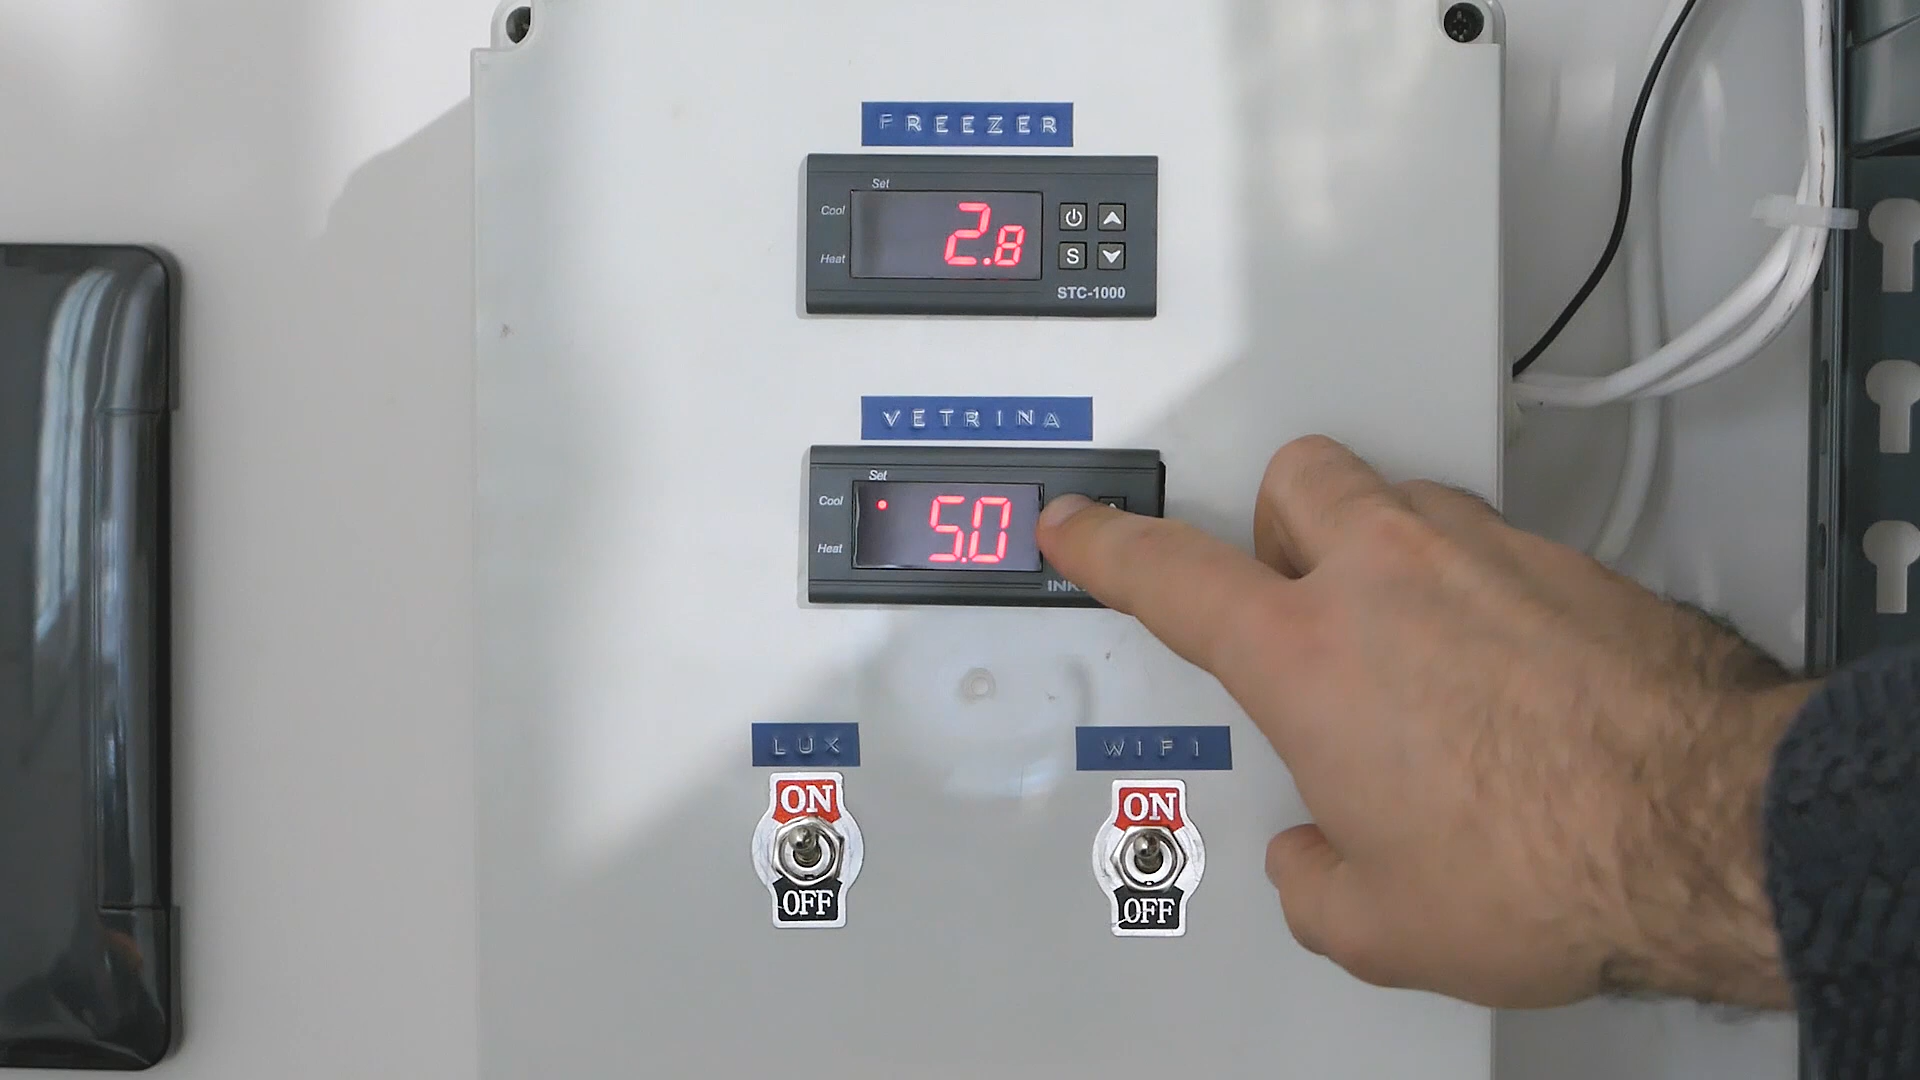 FREEZER
Set
Cool
2.8
Heat
S
STC-1000
VETRINA
Set
Cool
5.0
Heat
LUX
WIFI
ON
ON
OFF
OFF